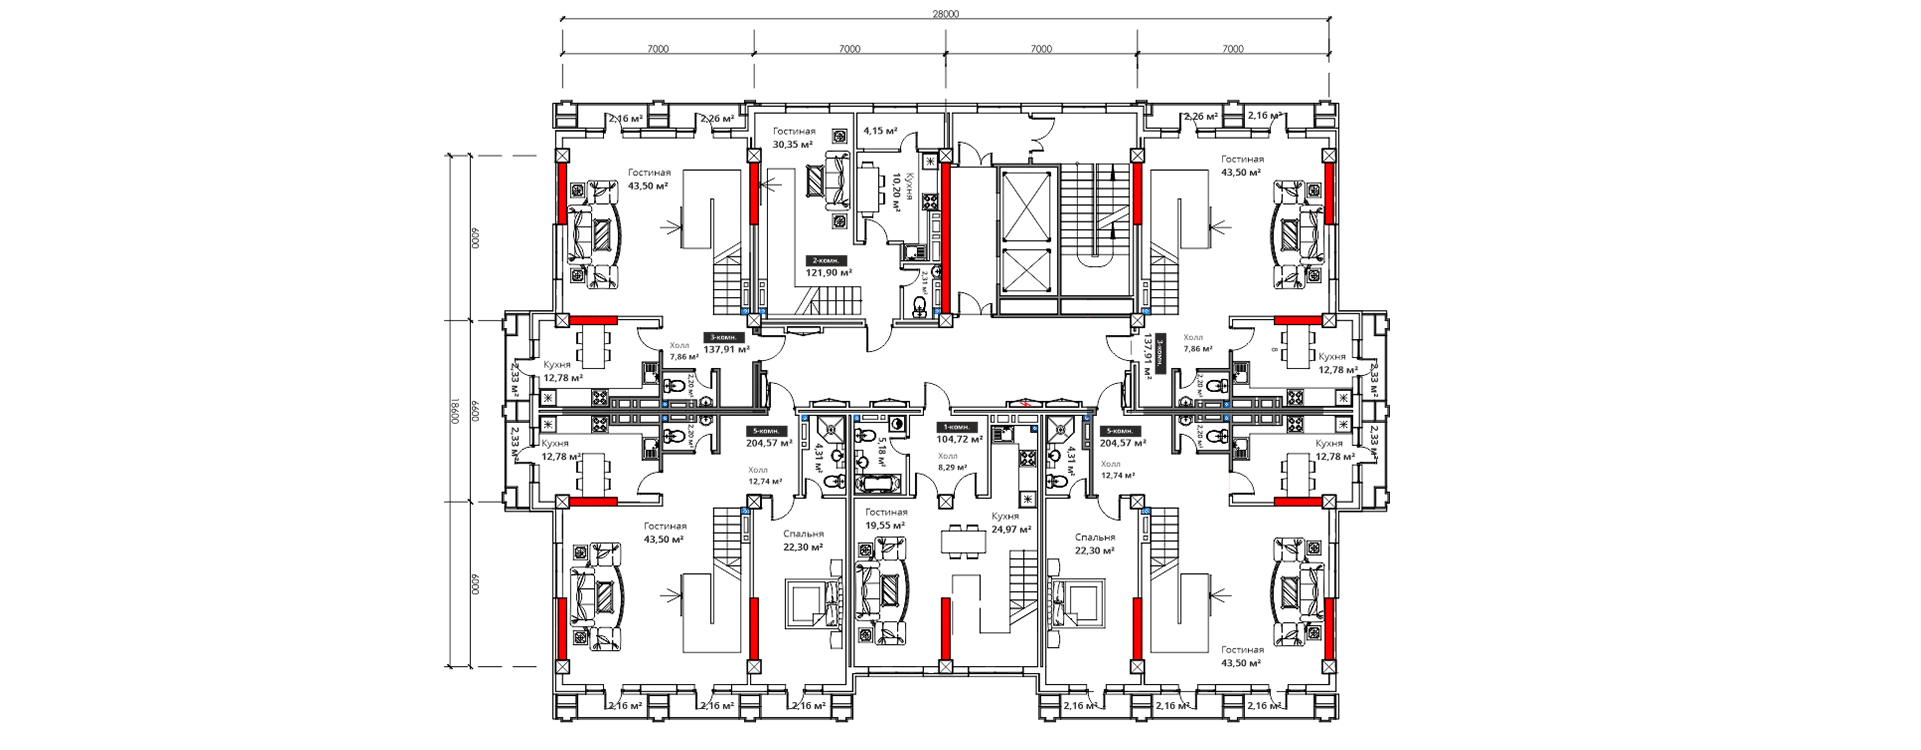 28000
7000
7000
7000
7000
2,16 м²
2,26 м²
2,26 м²
2,16 м²
Гостиная
30,35 м²
4,15 м²
Гостиная
43,50 м²
Гостиная
43,50 м²
Кухня
10,20 м²
6000
2-комн.
121,90 м²
2,31 м²
3-комн.
137,91 м²
Холл
7,86 м²
3-комн.
137,91 м²
Холл
7,86 м²
8
Кухня
12,78 м²
Кухня
12,78 м²
2,33 м²
2,33 м²
2,20 м²
2,20 м²
18600
6600
2,33 м²
2,33 м²
Кухня
12,78 м²
Кухня
12,78 м²
2,20 м²
2,20 м²
5-комн.
204,57 м²
4,31 м²
5,18 м²
1-комн.
104,72 м²
Холл
8,29 м²
4,31 м²
5-комн.
204,57 м²
Холл
12,74 м²
Холл
12,74 м²
Гостиная
43,50 м²
Спальня
22,30 м²
Гостиная
19,55 м²
Кухня
24,97 м²
Спальня
22,30 м²
6000
Гостиная
43,50 м²
2,16 м²
2,16 м²
2,16 м²
2,16 м²
2,16 м²
2,16 м²